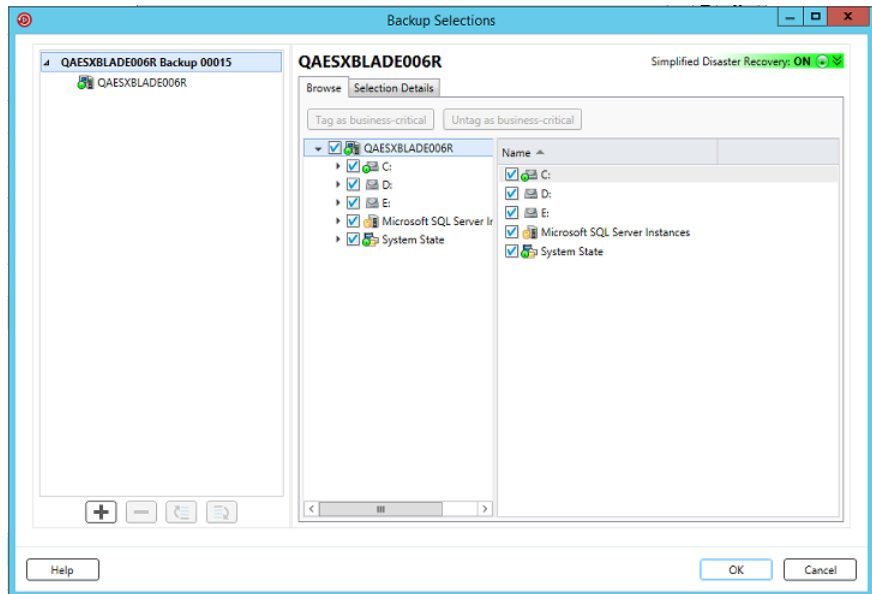 Backup Selections
QAESXBLADE006R Backup 00015
QAESXBLADE006R
QAESXBLADE006R
Simplified Disaster Recovery: ON
Browse
Selection Details
Tag as business-critical
Untag as business-critical
QAESXBLADE006R
C:
D:
E:
Microsoft SQL Server Ir
System State
Name
C:
D:
E:
Microsoft SQL Server Instances
System State
Help
OK
Cancel